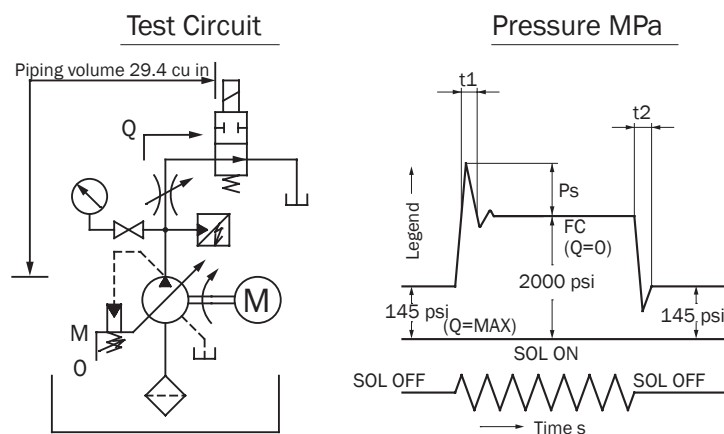 Test Circuit
Piping volume 29.4 cu in
Q
M
M
O
Pressure MPa
t1
t2
Legend
Ps
FC
(Q=0)
2000 psi
145 psi
(Q=MAX)
145 psi
SOL ON
SOL OFF
SOL OFF
Time s